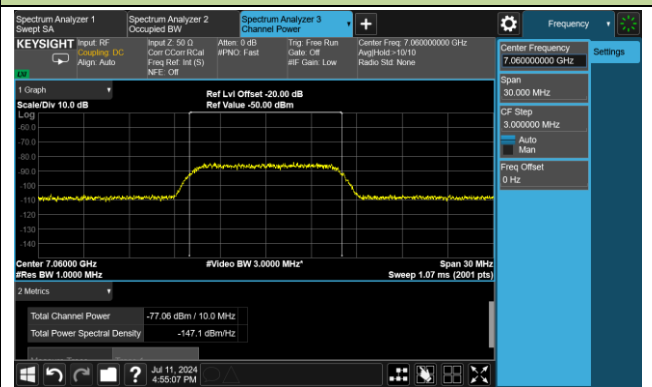 Spectrum Analyzer 1
Swept SA
Spectrum Analyzer 2
Occupied BW
Spectrum Analyzer 3
Channel Power
Frequency
KEYSIGHT
Input: RF
Coupling: DC
Align: Auto
Input Z: 50 Ω
Corr CCorr RCal
Freq Ref: Int (S)
NFE: Off
Atten: 0 dB
#PNO: Fast
Trig: Free Run
Gate: Off
#IF Gain: Low
Center Freq: 7.060000000 GHz
Avg|Hold:>10/10
Radio Std: None
Center Frequency
7.060000000 GHz
Settings
Span
30.000 MHz
CF Step
3.000000 MHz
Auto
Man
Freq Offset
0 Hz
1 Graph
Scale/Div 10.0 dB
Ref Lvl Offset -20.00 dB
Ref Value -50.00 dBm
Log
-60.0
-70.0
-80.0
-90.0
-100
-110
-120
-130
-140
Center 7.06000 GHz
#Video BW 3.0000 MHz*
Span 30 MHz
#Res BW 1.0000 MHz
Sweep 1.07 ms (2001 pts)
2 Metrics
Total Channel Power -77.06 dBm / 10.0 MHz
Total Power Spectral Density -147.1 dBm/Hz
?
Jul 11, 2024
4:55:07 PM